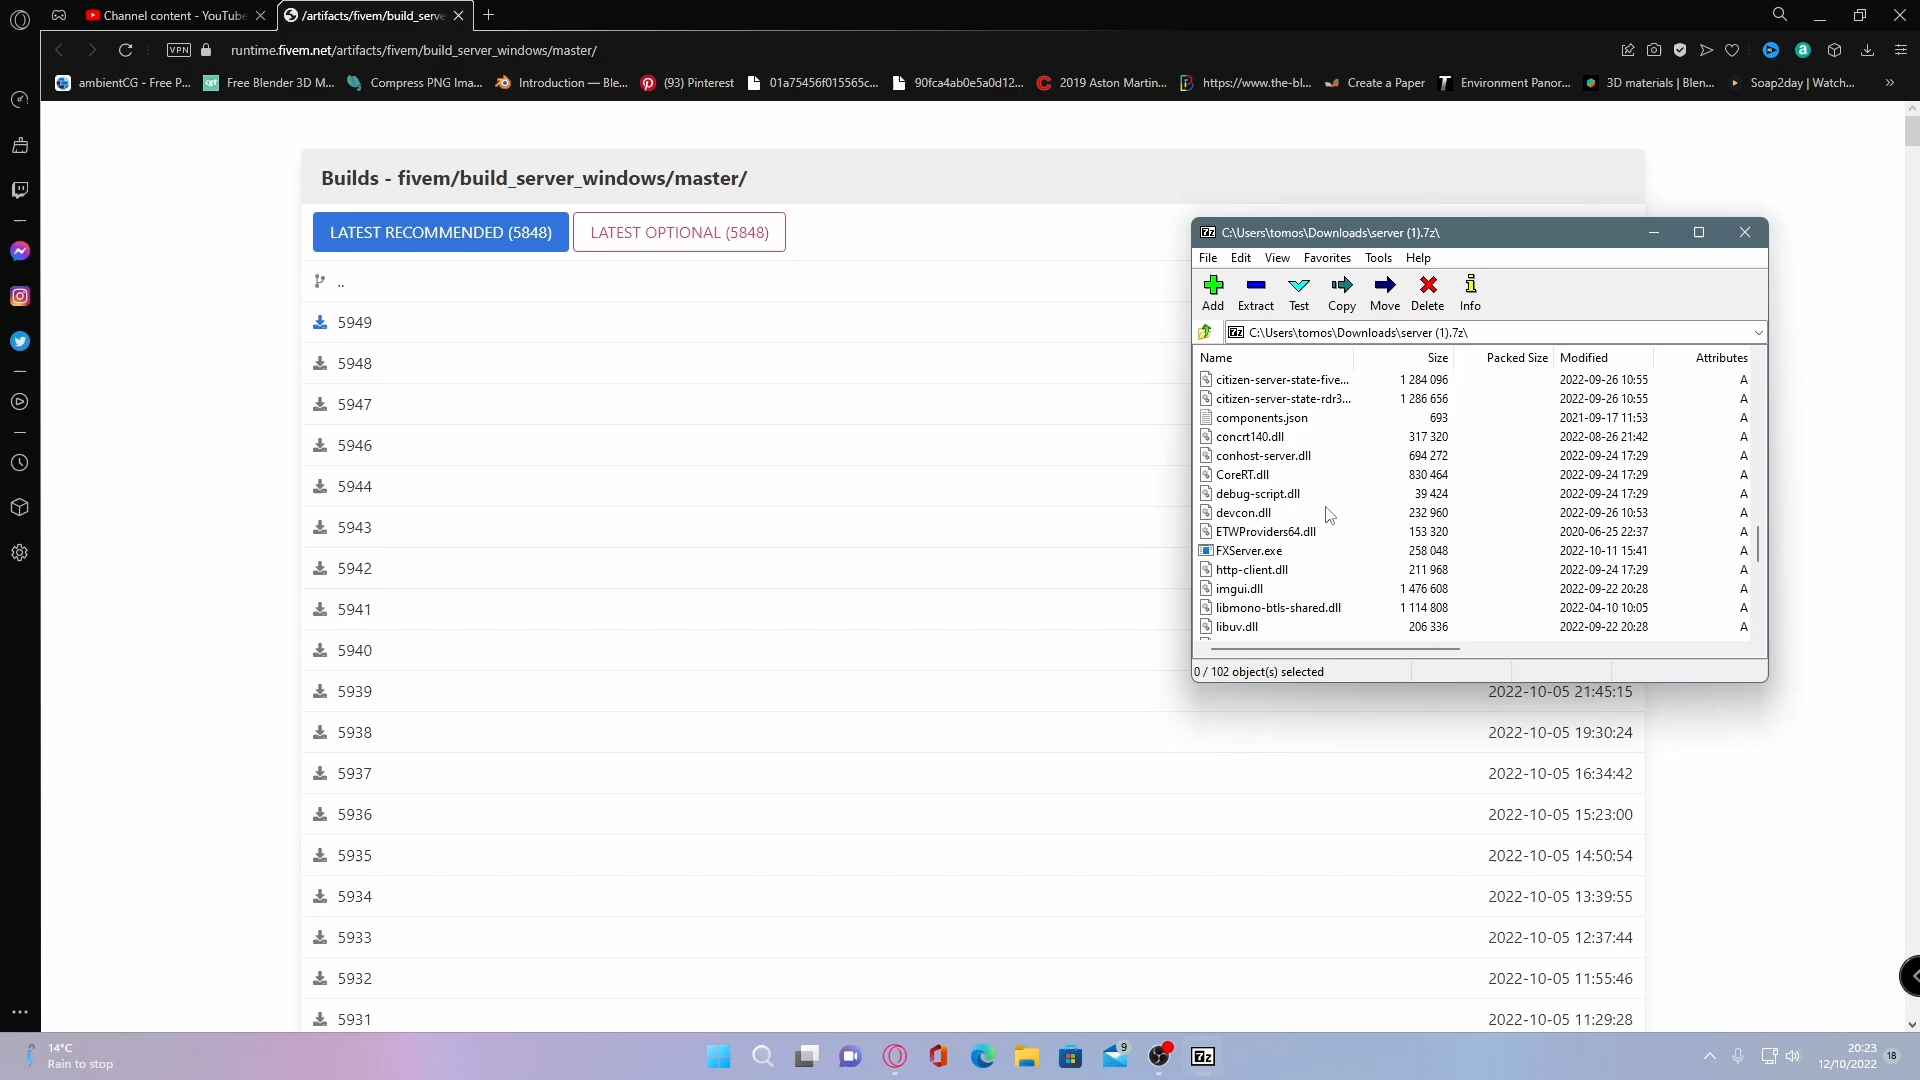 Channel content - YouTube
/artifacts/fivem/build_serve
VPN
runtime.fivem.net/artifacts/fivem/build_server_windows/master/
ambientCG - Free P...
Free Blender 3D M...
Compress PNG Ima...
Introduction — Ble...
(93) Pinterest
01a75456f015565c...
90fca4ab0e5a0d12...
2019 Aston Martin...
https://www.the-bl...
Create a Paper
Environment Panor...
3D materials | Blen...
Soap2day | Watch...
Builds - fivem/build_server_windows/master/
LATEST RECOMMENDED (5848)
LATEST OPTIONAL (5848)
..
5949
5948
5947
5946
5944
5943
5942
5941
5940
5939 2022-10-05 21:45:15
5938 2022-10-05 19:30:24
5937 2022-10-05 16:34:42
5936 2022-10-05 15:23:00
5935 2022-10-05 14:50:54
5934 2022-10-05 13:39:55
5933 2022-10-05 12:37:44
5932 2022-10-05 11:55:46
5931 2022-10-05 11:29:28
7z C:\Users\tomos\Downloads\server (1).7z\
File Edit View Favorites Tools Help
Add Extract Test Copy Move Delete Info
7z C:\Users\tomos\Downloads\server (1).7z\
Name Size Packed Size Modified Attributes
citizen-server-state-five... 1 284 096 2022-09-26 10:55 A
citizen-server-state-rdr3... 1 286 656 2022-09-26 10:55 A
components.json 693 2021-09-17 11:53 A
concrt140.dll 317 320 2022-08-26 21:42 A
conhost-server.dll 694 272 2022-09-24 17:29 A
CoreRT.dll 830 464 2022-09-24 17:29 A
debug-script.dll 39 424 2022-09-24 17:29 A
devcon.dll 232 960 2022-09-26 10:53 A
ETWProviders64.dll 153 320 2020-06-25 22:37 A
FXServer.exe 258 048 2022-10-11 15:41 A
http-client.dll 211 968 2022-09-24 17:29 A
imgui.dll 1 476 608 2022-09-22 20:28 A
libmono-btls-shared.dll 1 114 808 2022-04-10 10:05 A
libuv.dll 206 336 2022-09-22 20:28 A
0 / 102 object(s) selected
14°C
Rain to stop
9
7z
20:23
12/10/2022
18